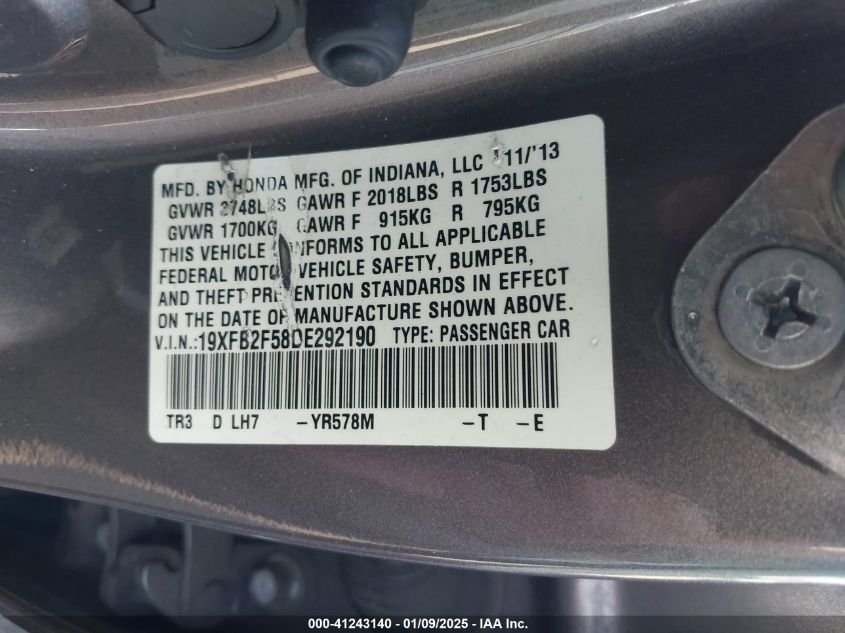 MFD. BY HONDA MFG. OF INDIANA, LLC 11/'13
GVWR 3748LBS GAWR F 2018LBS R 1753LBS
GVWR 1700KG GAWR F 915KG R 795KG
THIS VEHICLE CONFORMS TO ALL APPLICABLE
FEDERAL MOTOR VEHICLE SAFETY, BUMPER,
AND THEFT PREVENTION STANDARDS IN EFFECT
ON THE DATE OF MANUFACTURE SHOWN ABOVE.
V.I.N.:19XFB2F58DE292190 TYPE: PASSENGER CAR
TR3 D LH7 -YR578M -T -E
000-41243140 - 01/09/2025 - IAA Inc.